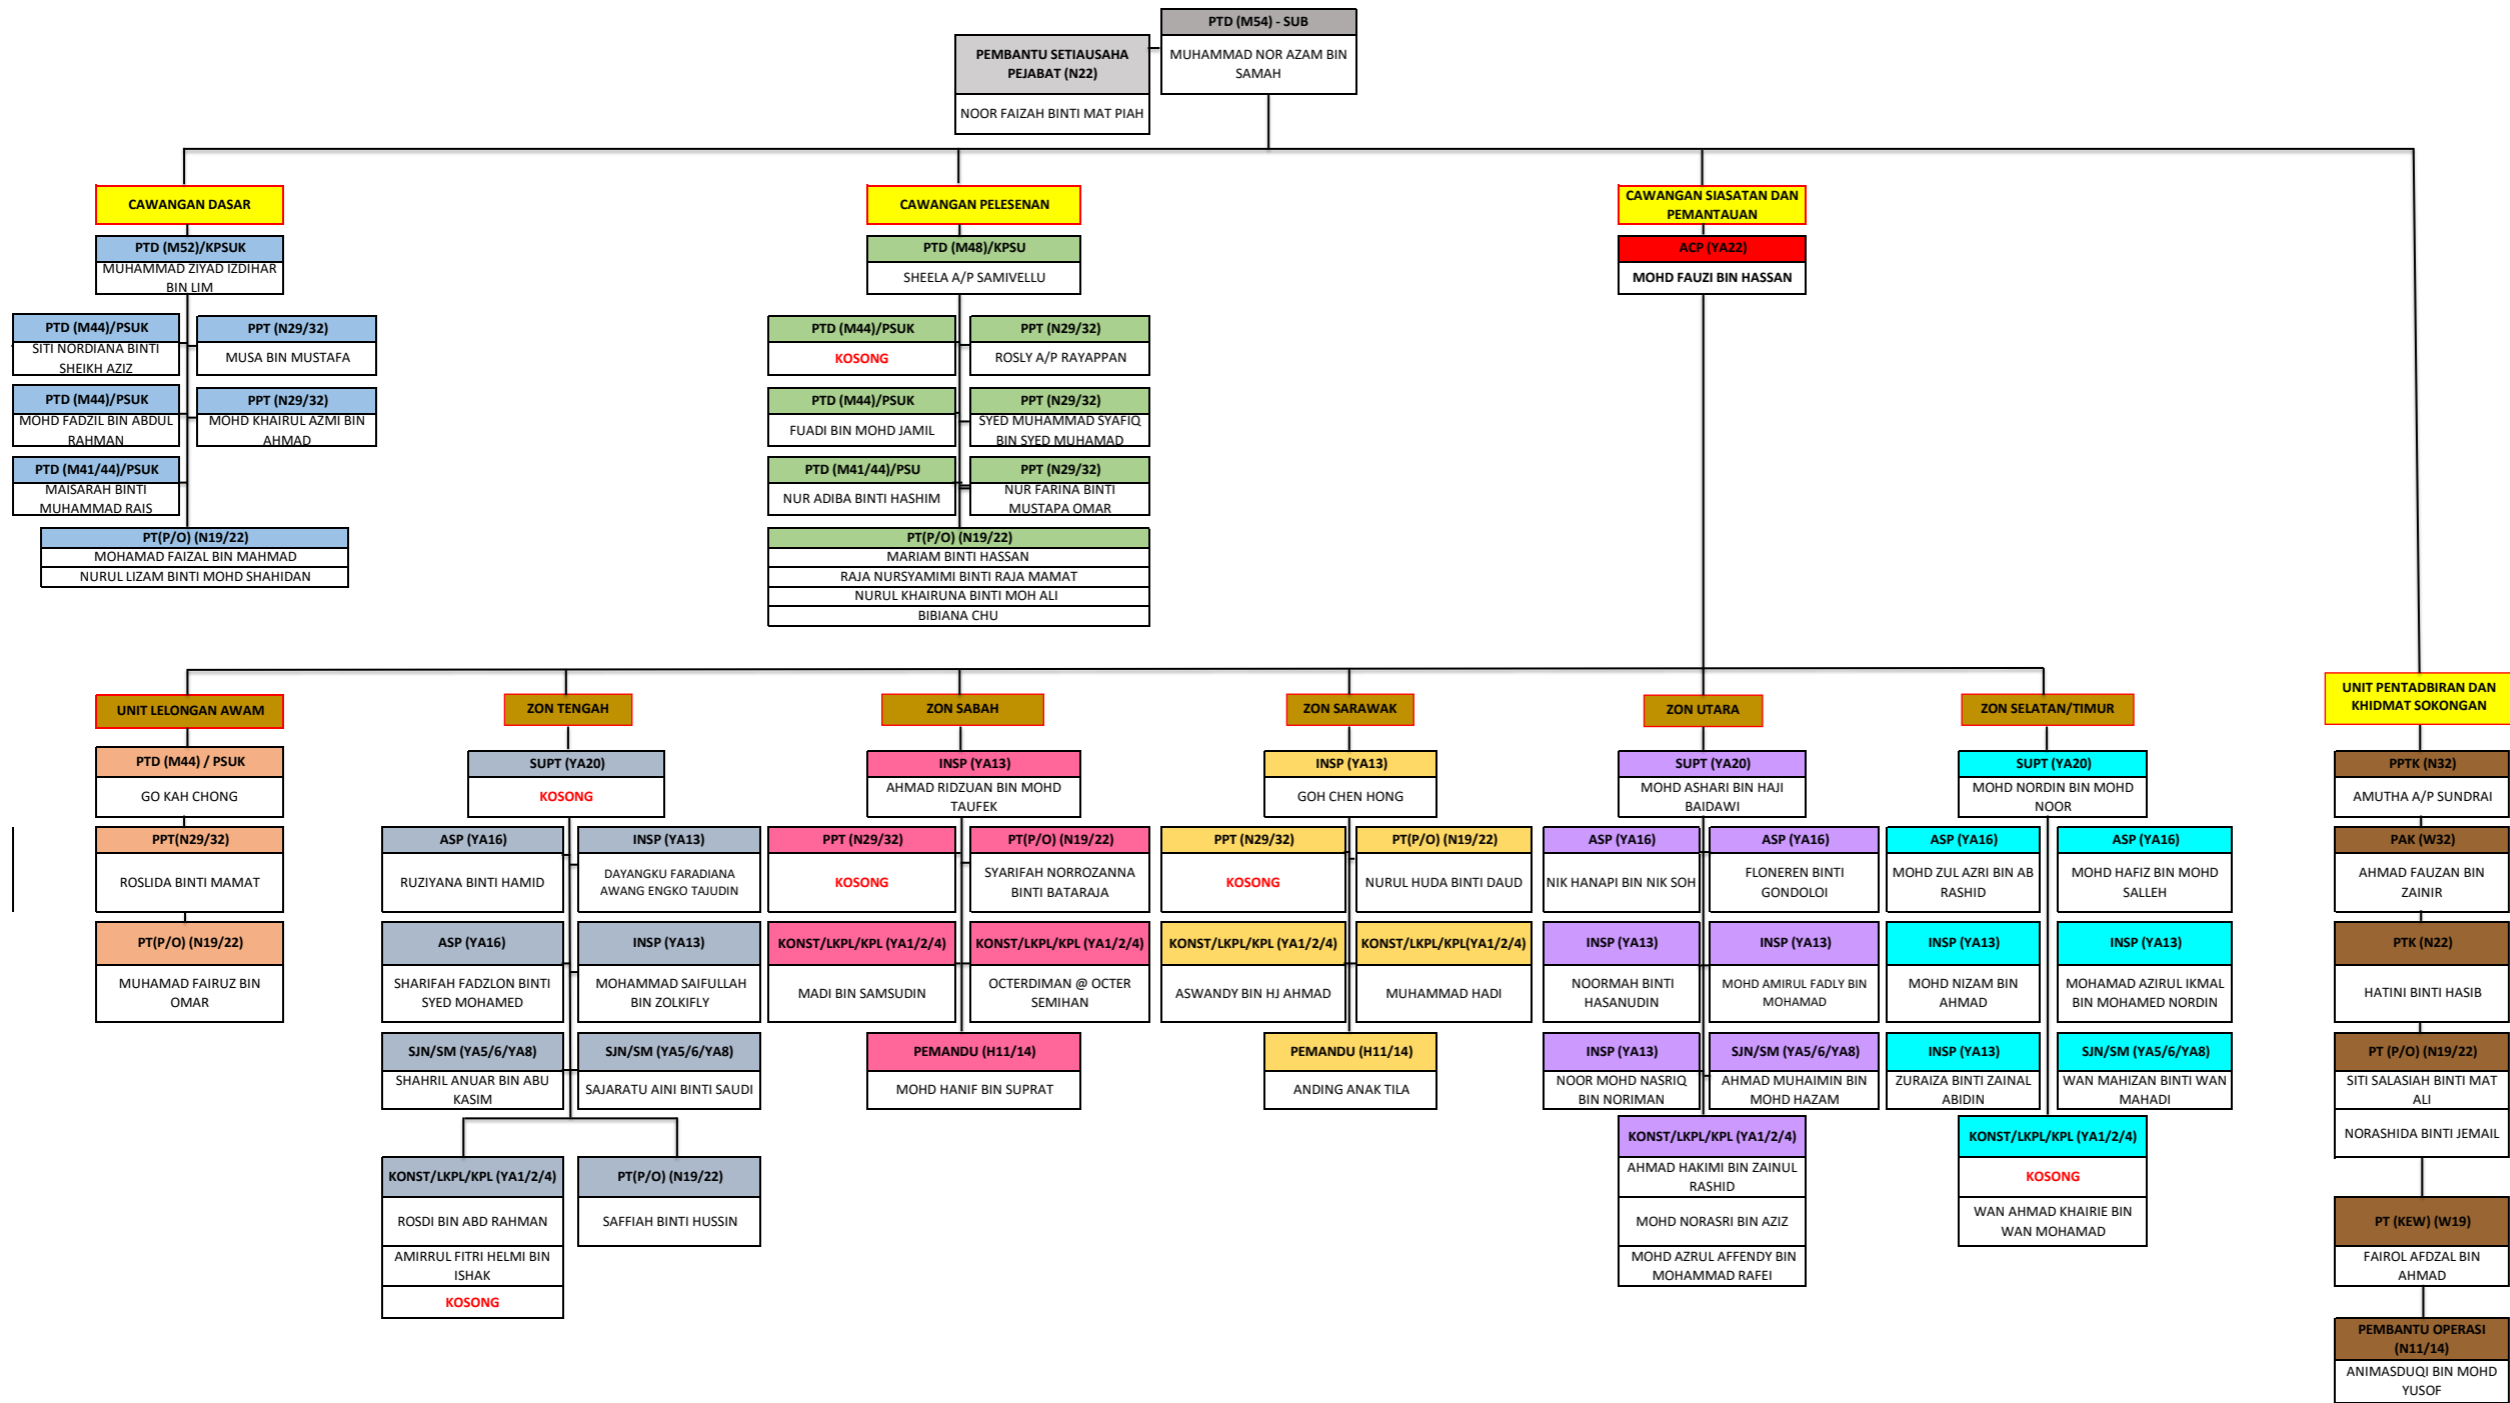 PTD (M54) - SUB
MUHAMMAD NOR AZAM BIN
SAMAH
PEMBANTU SETIAUSAHA
PEJABAT (N22)
NOOR FAIZAH BINTI MAT PIAH
CAWANGAN DASAR
PTD (M52)/KPSUK
MUHAMMAD ZIYAD IZDIHAR
BIN LIM
PTD (M44)/PSUK
SITI NORDIANA BINTI
SHEIKH AZIZ
PPT (N29/32)
MUSA BIN MUSTAFA
PTD (M44)/PSUK
MOHD FADZIL BIN ABDUL
RAHMAN
PPT (N29/32)
MOHD KHAIRUL AZMI BIN
AHMAD
PTD (M41/44)/PSUK
MAISARAH BINTI
MUHAMMAD RAIS
PT(P/O) (N19/22)
MOHAMAD FAIZAL BIN MAHMAD
NURUL LIZAM BINTI MOHD SHAHIDAN
CAWANGAN PELESENAN
PTD (M48)/KPSU
SHEELA A/P SAMIVELLU
PTD (M44)/PSUK
KOSONG
PPT (N29/32)
ROSLY A/P RAYAPPAN
PTD (M44)/PSUK
FUADI BIN MOHD JAMIL
PPT (N29/32)
SYED MUHAMMAD SYAFIQ
BIN SYED MUHAMAD
PTD (M41/44)/PSU
NUR ADIBA BINTI HASHIM
PPT (N29/32)
NUR FARINA BINTI
MUSTAPA OMAR
PT(P/O) (N19/22)
MARIAM BINTI HASSAN
RAJA NURSYAMIMI BINTI RAJA MAMAT
NURUL KHAIRUNA BINTI MOH ALI
BIBIANA CHU
CAWANGAN SIASATAN DAN
PEMANTAUAN
ACP (YA22)
MOHD FAUZI BIN HASSAN
UNIT LELONGAN AWAM
PTD (M44) / PSUK
GO KAH CHONG
PPT(N29/32)
ROSLIDA BINTI MAMAT
PT(P/O) (N19/22)
MUHAMAD FAIRUZ BIN
OMAR
ZON TENGAH
SUPT (YA20)
KOSONG
ASP (YA16)
RUZIYANA BINTI HAMID
INSP (YA13)
DAYANGKU FARADIANA
AWANG ENGKO TAJUDIN
ASP (YA16)
SHARIFAH FADZLON BINTI
SYED MOHAMED
INSP (YA13)
MOHAMMAD SAIFULLAH
BIN ZOLKIFLY
SJN/SM (YA5/6/YA8)
SHAHRIL ANUAR BIN ABU
KASIM
SJN/SM (YA5/6/YA8)
SAJARATU AINI BINTI SAUDI
KONST/LKPL/KPL (YA1/2/4)
ROSDI BIN ABD RAHMAN
AMIRRUL FITRI HELMI BIN
ISHAK
KOSONG
PT(P/O) (N19/22)
SAFFIAH BINTI HUSSIN
ZON SABAH
INSP (YA13)
AHMAD RIDZUAN BIN MOHD
TAUFEK
PPT (N29/32)
KOSONG
PT(P/O) (N19/22)
SYARIFAH NORROZANNA
BINTI BATARAJA
KONST/LKPL/KPL (YA1/2/4)
MADI BIN SAMSUDIN
KONST/LKPL/KPL (YA1/2/4)
OCTERDIMAN @ OCTER
SEMIHAN
PEMANDU (H11/14)
MOHD HANIF BIN SUPRAT
ZON SARAWAK
INSP (YA13)
GOH CHEN HONG
PPT (N29/32)
KOSONG
PT(P/O) (N19/22)
NURUL HUDA BINTI DAUD
KONST/LKPL/KPL (YA1/2/4)
ASWANDY BIN HJ AHMAD
KONST/LKPL/KPL(YA1/2/4)
MUHAMMAD HADI
PEMANDU (H11/14)
ANDING ANAK TILA
ZON UTARA
SUPT (YA20)
MOHD ASHARI BIN HAJI
BAIDAWI
ASP (YA16)
NIK HANAPI BIN NIK SOH
ASP (YA16)
FLONEREN BINTI
GONDOLOI
INSP (YA13)
NOORMAH BINTI
HASANUDIN
INSP (YA13)
MOHD AMIRUL FADLY BIN
MOHAMAD
INSP (YA13)
NOOR MOHD NASRIQ
BIN NORIMAN
SJN/SM (YA5/6/YA8)
AHMAD MUHAIMIN BIN
MOHD HAZAM
KONST/LKPL/KPL (YA1/2/4)
AHMAD HAKIMI BIN ZAINUL
RASHID
MOHD NORASRI BIN AZIZ
MOHD AZRUL AFFENDY BIN
MOHAMMAD RAFEI
ZON SELATAN/TIMUR
SUPT (YA20)
MOHD NORDIN BIN MOHD
NOOR
ASP (YA16)
MOHD ZUL AZRI BIN AB
RASHID
ASP (YA16)
MOHD HAFIZ BIN MOHD
SALLEH
INSP (YA13)
MOHD NIZAM BIN
AHMAD
INSP (YA13)
MOHAMAD AZIRUL IKMAL
BIN MOHAMED NORDIN
INSP (YA13)
ZURAIZA BINTI ZAINAL
ABIDIN
SJN/SM (YA5/6/YA8)
WAN MAHIZAN BINTI WAN
MAHADI
KONST/LKPL/KPL (YA1/2/4)
KOSONG
WAN AHMAD KHAIRIE BIN
WAN MOHAMAD
UNIT PENTADBIRAN DAN
KHIDMAT SOKONGAN
PPTK (N32)
AMUTHA A/P SUNDRAI
PAK (W32)
AHMAD FAUZAN BIN
ZAINIR
PTK (N22)
HATINI BINTI HASIB
PT (P/O) (N19/22)
SITI SALASIAH BINTI MAT
ALI
NORASHIDA BINTI JEMAIL
PT (KEW) (W19)
FAIROL AFDZAL BIN
AHMAD
PEMBANTU OPERASI
(N11/14)
ANIMASDUQI BIN MOHD
YUSOF